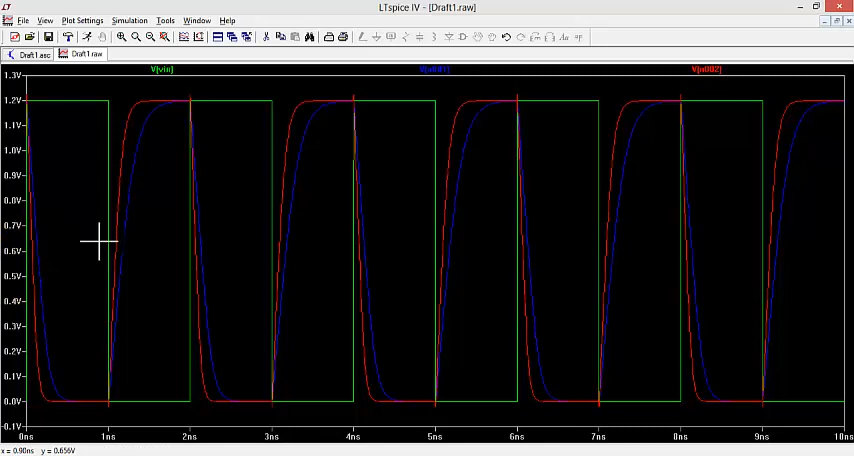 LTspice IV - [Draft1.raw]
File View Plot Settings Simulation Tools Window Help
Draft1.asc Draft1.raw
V(vin) V(n001) V(n002)
1.3V
1.2V
1.1V
1.0V
0.9V
0.8V
0.7V
0.6V
0.5V
0.4V
0.3V
0.2V
0.1V
0.0V
-0.1V
0ns 1ns 2ns 3ns 4ns 5ns 6ns 7ns 8ns 9ns 10ns
x = 0.90ns y = 0.656V